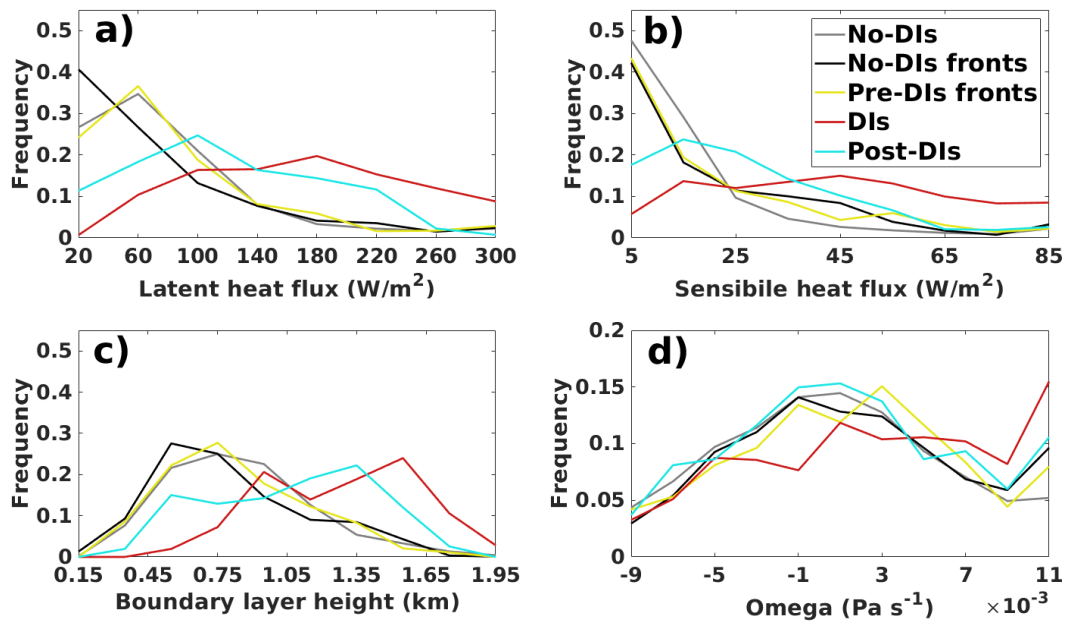 a)
0.5
0.4
0.3
0.2
0.1
0
Frequency
20 60 100 140 180 220 260 300
Latent heat flux (W/m²)
b)
0.5
0.4
0.3
0.2
0.1
0
Frequency
No-DIs
No-DIs fronts
Pre-DIs fronts
DIs
Post-DIs
5 25 45 65 85
Sensibile heat flux (W/m²)
c)
0.5
0.4
0.3
0.2
0.1
0
Frequency
0.15 0.45 0.75 1.05 1.35 1.65 1.95
Boundary layer height (km)
d)
0.2
0.15
0.1
0.05
0
Frequency
-9 -5 -1 3 7 11
Omega (Pa s⁻¹) ×10⁻³